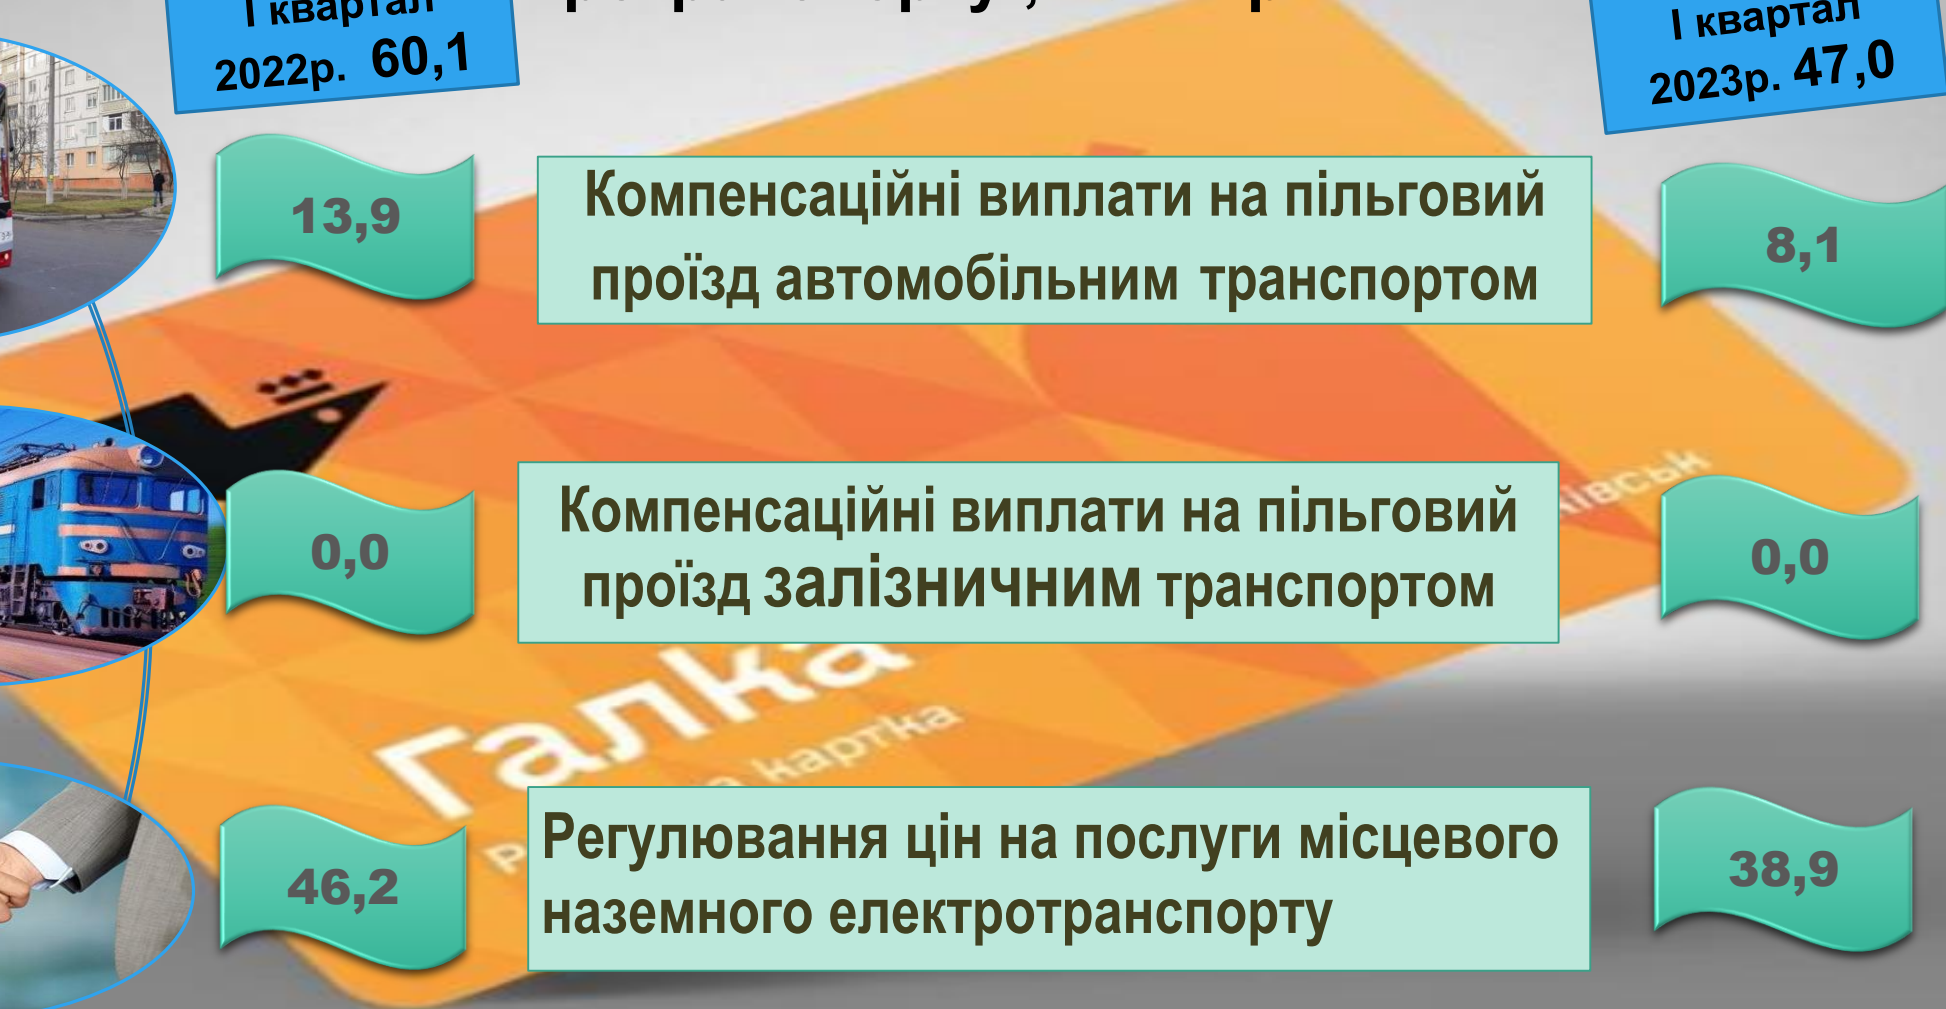 І квартал
2022р. 60,1
І квартал
2023р. 47,0
13,9
Компенсаційні виплати на пільговий
проїзд автомобільним транспортом
8,1
0,0
Компенсаційні виплати на пільговий
проїзд залізничним транспортом
0,0
Галка
картка
46,2
Регулювання цін на послуги місцевого
наземного електротранспорту
38,9